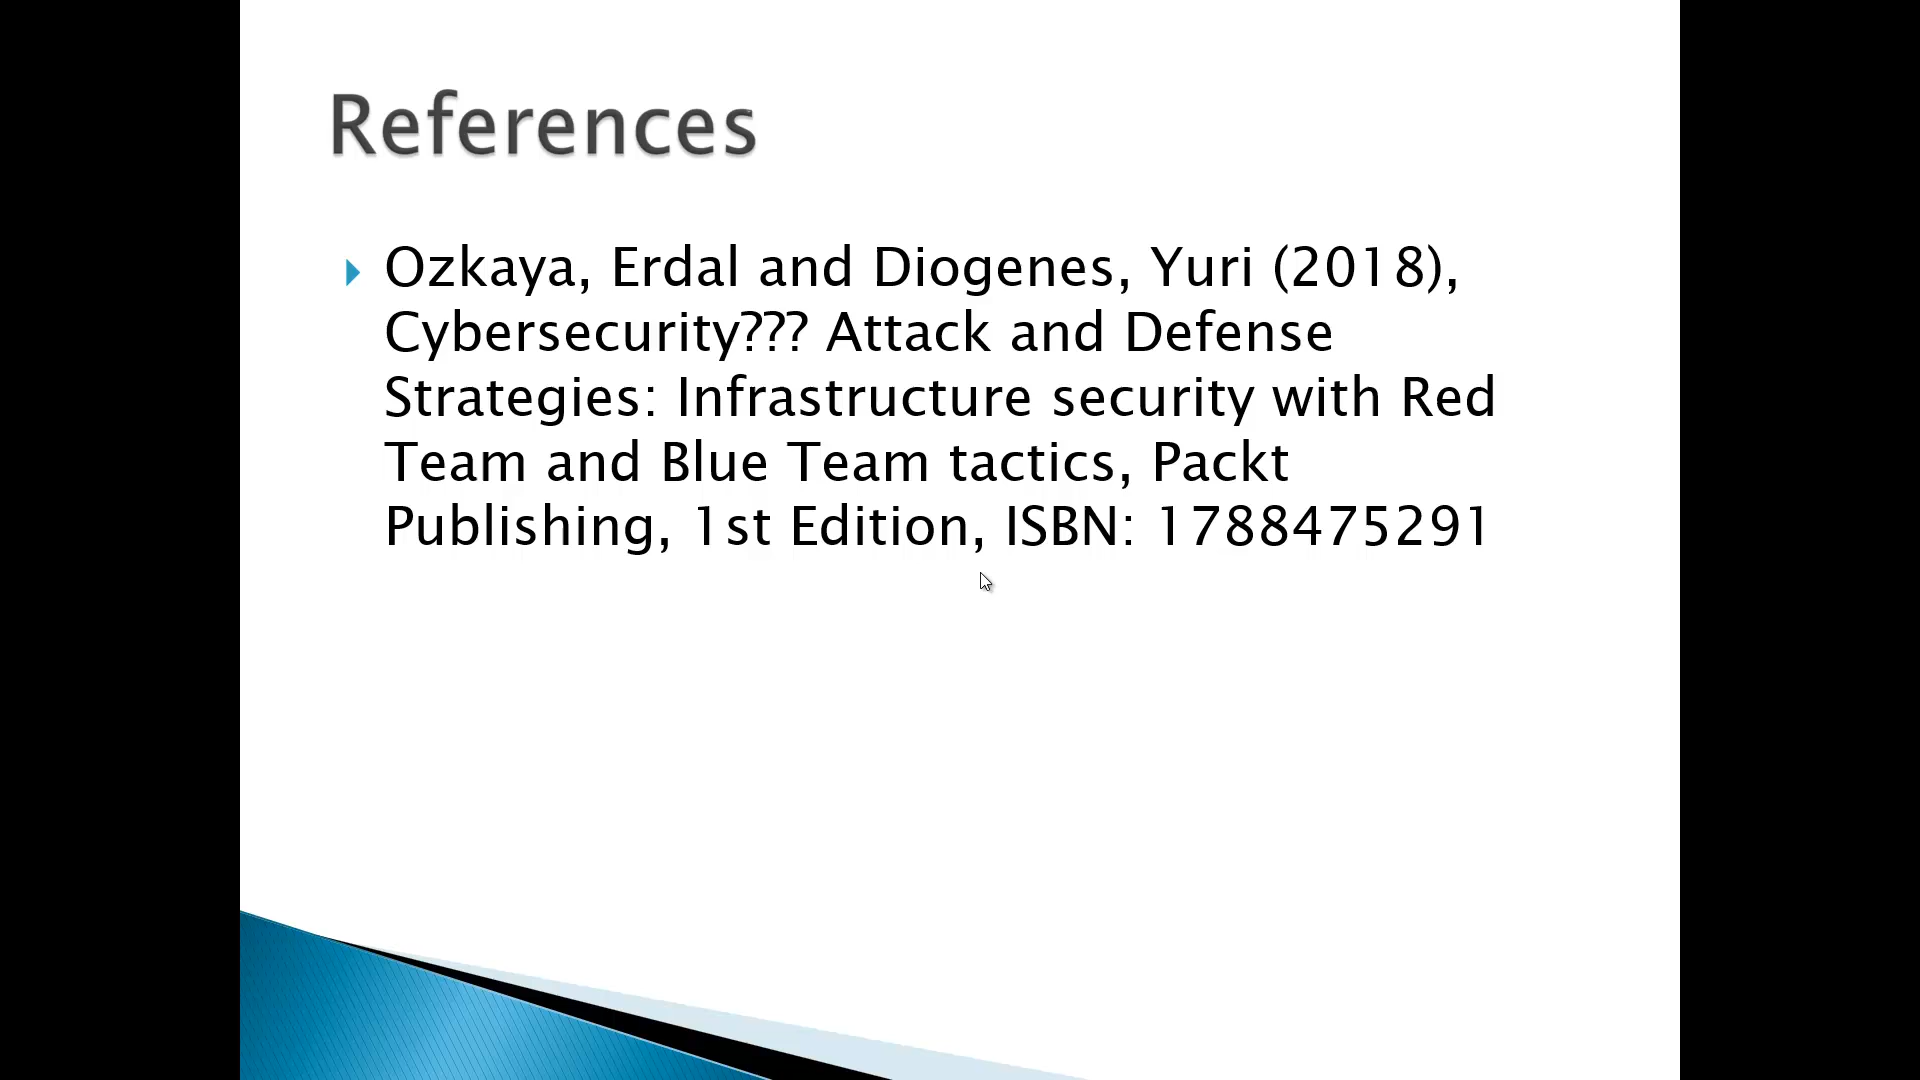 References
Ozkaya, Erdal and Diogenes, Yuri (2018),
Cybersecurity??? Attack and Defense
Strategies: Infrastructure security with Red
Team and Blue Team tactics, Packt
Publishing, 1st Edition, ISBN: 1788475291